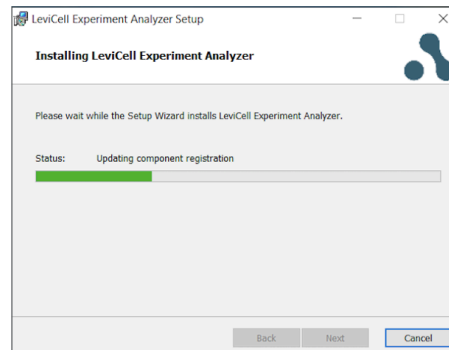 LeviCell Experiment Analyzer Setup
Installing LeviCell Experiment Analyzer
Please wait while the Setup Wizard installs LeviCell Experiment Analyzer.
Status: Updating component registration
Back Next Cancel